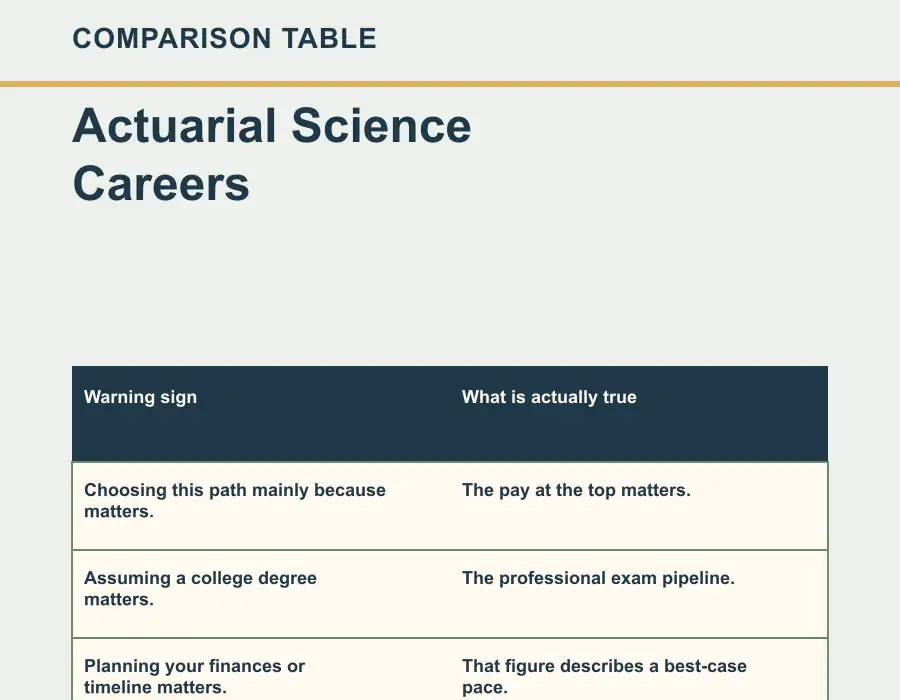 COMPARISON TABLE
Actuarial Science
Careers
Warning sign
What is actually true
Choosing this path mainly because
matters.
The pay at the top matters.
Assuming a college degree
matters.
The professional exam pipeline.
Planning your finances or
timeline matters.
That figure describes a best-case
pace.